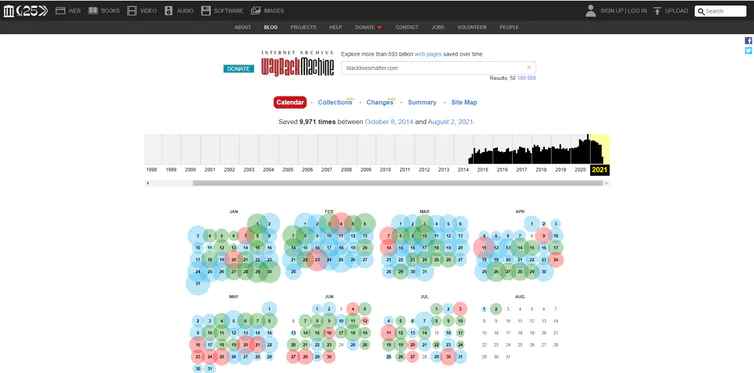 25
WEB BOOKS VIDEO AUDIO SOFTWARE IMAGES SIGN UP | LOG IN UPLOAD Search
ABOUT BLOG PROJECTS HELP DONATE CONTACT JOBS VOLUNTEER PEOPLE
INTERNET ARCHIVE
DONATE WayBackMachine
Explore more than 593 billion web pages saved over time
blacklivesmatter.com ×
Results: 50 100 500
Calendar · Collections · Changes · Summary · Site Map
Saved 9,971 times between October 8, 2014 and August 2, 2021.
1998 1999 2000 2001 2002 2003 2004 2005 2006 2007 2008 2009 2010 2011 2012 2013 2014 2015 2016 2017 2018 2019 2020 2021
JAN FEB MAR APR
1 2 1 2 3 4 5 6 1 2 3 4 5 6 1 2 3
3 4 5 6 7 8 9 7 8 9 10 11 12 13 7 8 9 10 11 12 13 4 5 6 7 8 9 10
10 11 12 13 14 15 16 14 15 16 17 18 19 20 14 15 16 17 18 19 20 11 12 13 14 15 16 17
17 18 19 20 21 22 23 21 22 23 24 25 26 27 21 22 23 24 25 26 27 18 19 20 21 22 23 24
24 25 26 27 28 29 30 28 28 29 30 31 25 26 27 28 29 30
31
MAY JUN JUL AUG
1 1 2 3 4 5 1 2 3 1 2 3 4 5 6 7
2 3 4 5 6 7 8 6 7 8 9 10 11 12 4 5 6 7 8 9 10 8 9 10 11 12 13 14
9 10 11 12 13 14 15 13 14 15 16 17 18 19 11 12 13 14 15 16 17 15 16 17 18 19 20 21
16 17 18 19 20 21 22 20 21 22 23 24 25 26 18 19 20 21 22 23 24 22 23 24 25 26 27 28
23 24 25 26 27 28 29 27 28 29 30 25 26 27 28 29 30 31 29 30 31
30 31